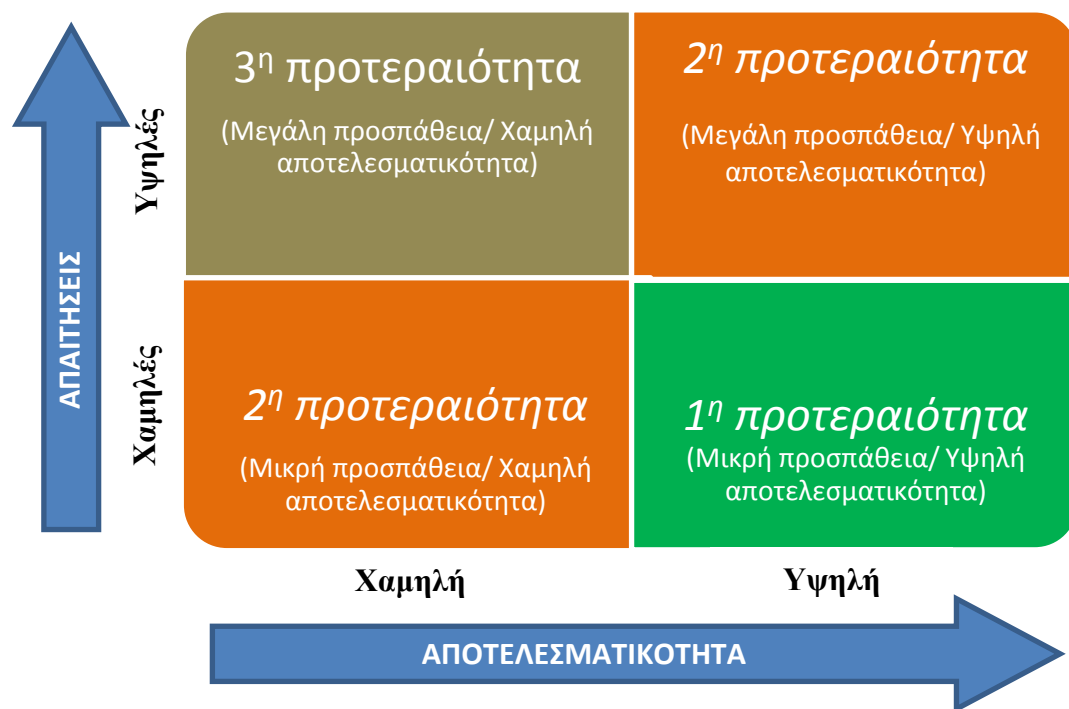 3η προτεραιότητα
(Μεγάλη προσπάθεια/ Χαμηλή
αποτελεσματικότητα)
2η προτεραιότητα
(Μεγάλη προσπάθεια/ Υψηλή
αποτελεσματικότητα)
Υψηλές
ΑΠΑΙΤΗΣΕΙΣ
Χαμηλές
2η προτεραιότητα
(Μικρή προσπάθεια/ Χαμηλή
αποτελεσματικότητα)
1η προτεραιότητα
(Μικρή προσπάθεια/ Υψηλή
αποτελεσματικότητα)
Χαμηλή
Υψηλή
ΑΠΟΤΕΛΕΣΜΑΤΙΚΟΤΗΤΑ